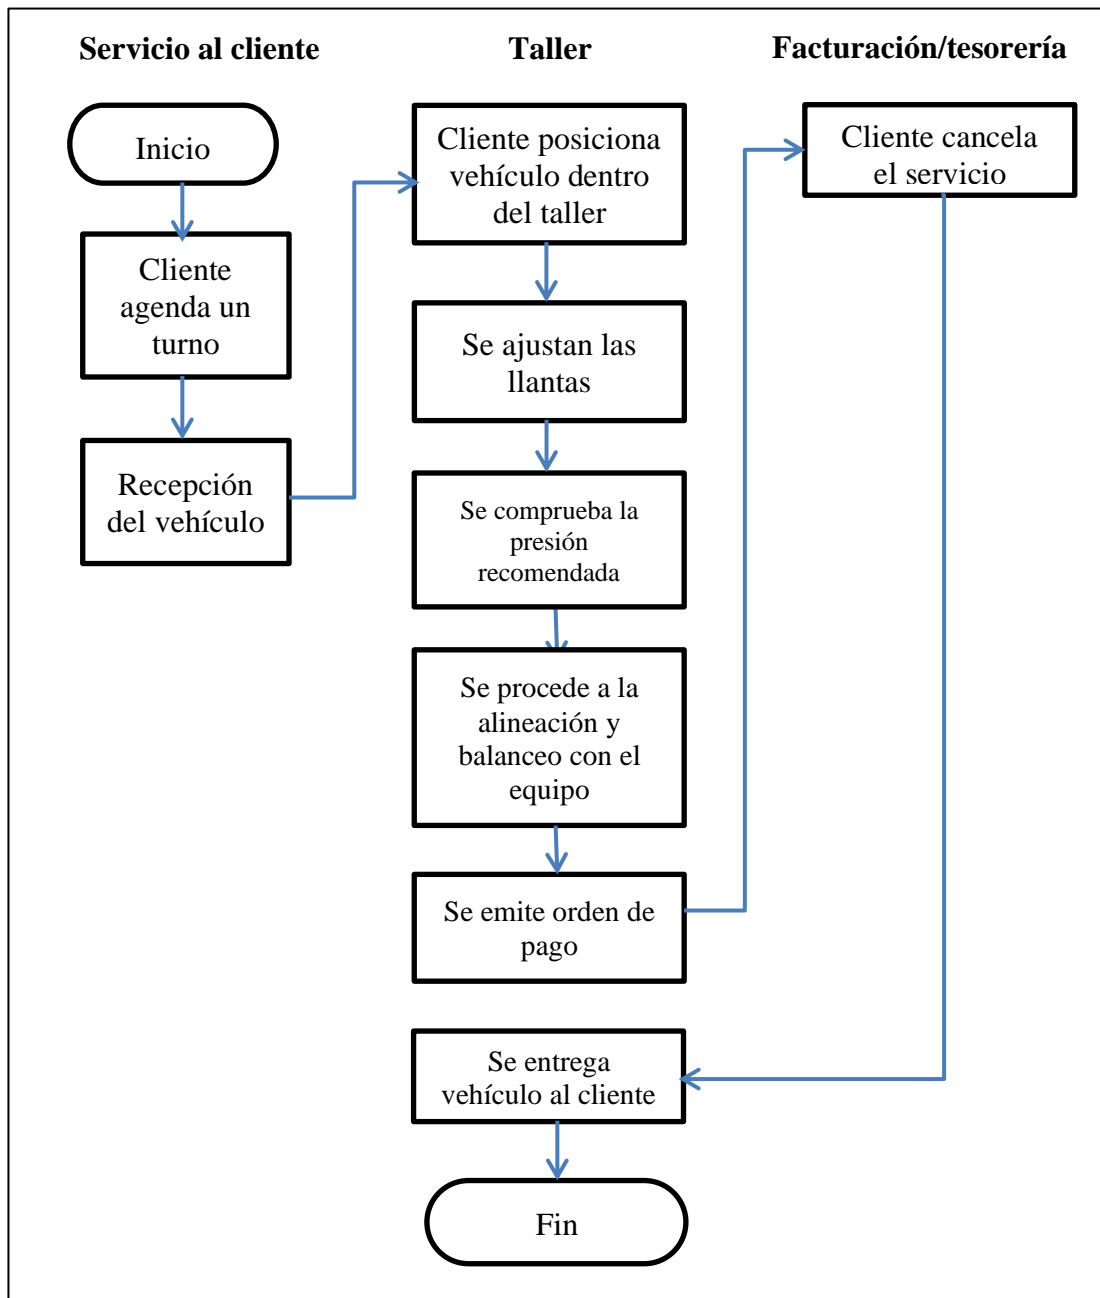 Servicio al cliente
Taller
Facturación/tesorería
Inicio
Cliente
agenda un
turno
Recepción
del vehículo
Cliente posiciona
vehículo dentro
del taller
Se ajustan las
llantas
Se comprueba la
presión
recomendada
Se procede a la
alineación y
balanceo con el
equipo
Se emite orden de
pago
Cliente cancela
el servicio
Se entrega
vehículo al cliente
Fin